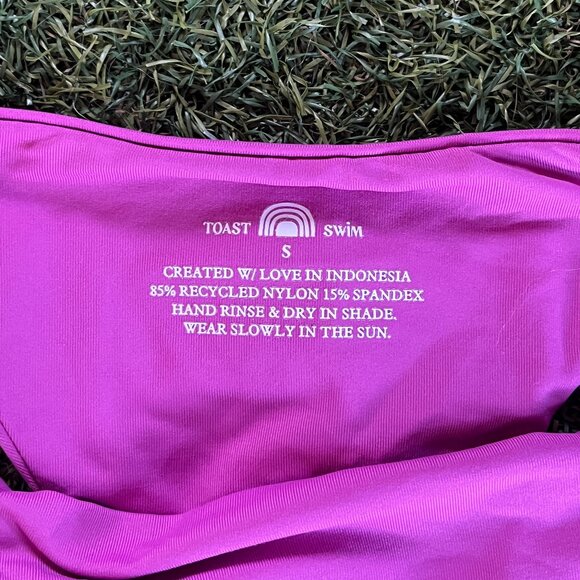 TOAST SWiM
S
CREATED W/ LOVE IN INDONESIA
85% RECYCLED NYLON 15% SPANDEX
HAND RINSE & DRY IN SHADE.
WEAR SLOWLY IN THE SUN.